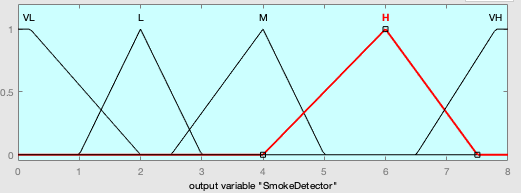 VL L M H VH
1
0.5
0
0 1 2 3 4 5 6 7 8
output variable "SmokeDetector"